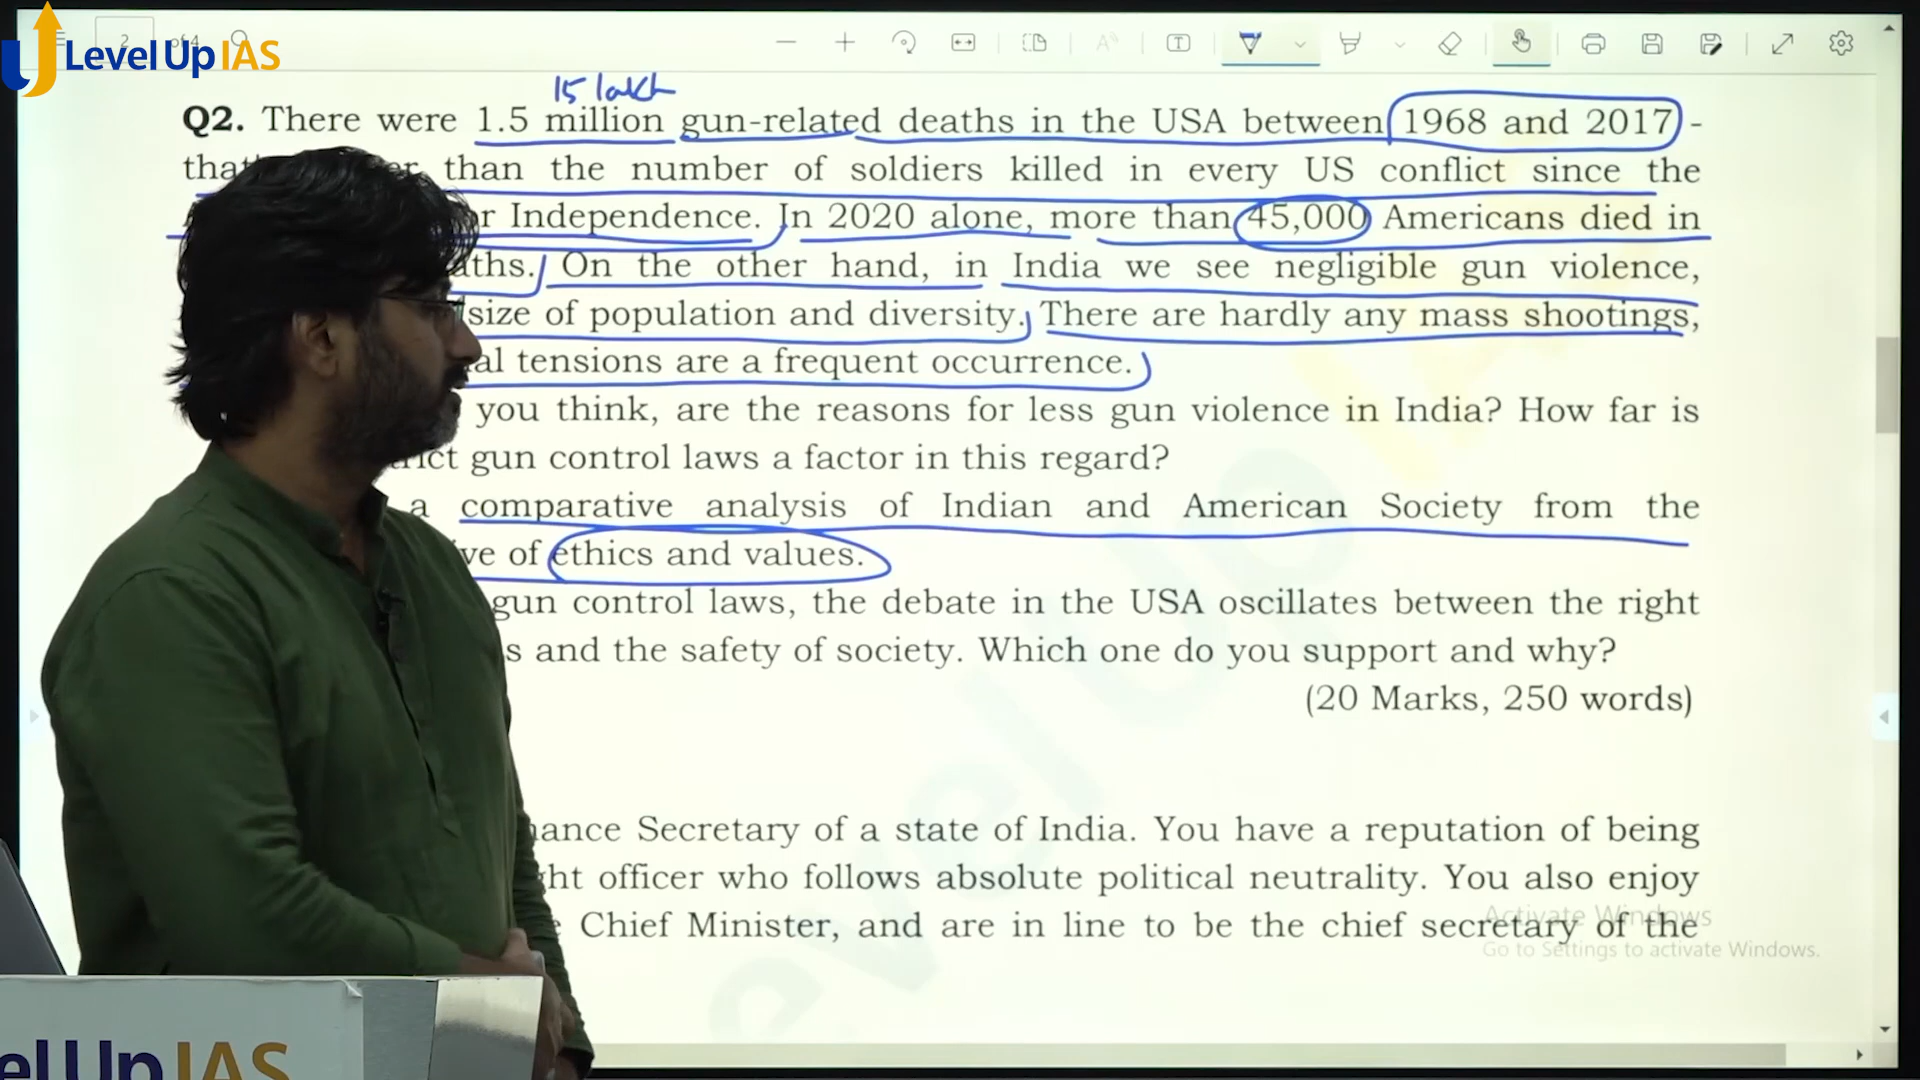 Level Up IAS
2 of 4
15 lakh
Q2. There were 1.5 million gun-related deaths in the USA between 1968 and 2017 -
than the number of soldiers killed in every US conflict since the
Independence. In 2020 alone, more than 45,000 Americans died in
On the other hand, in India we see negligible gun violence,
size of population and diversity. There are hardly any mass shootings,
tensions are a frequent occurrence.
you think, are the reasons for less gun violence in India? How far is
gun control laws a factor in this regard?
a comparative analysis of Indian and American Society from the
of ethics and values.
gun control laws, the debate in the USA oscillates between the right
and the safety of society. Which one do you support and why?
(20 Marks, 250 words)
Secretary of a state of India. You have a reputation of being
officer who follows absolute political neutrality. You also enjoy
Chief Minister, and are in line to be the chief secretary of the
Activate Windows
Go to Settings to activate Windows.
el Up IAS